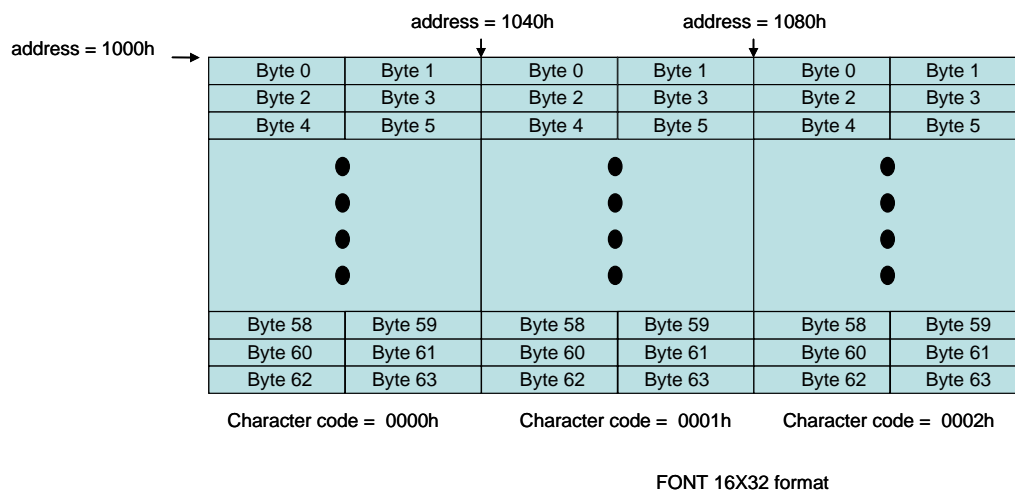 address = 1040h address = 1080h
address = 1000h
Byte 0 Byte 1 Byte 0 Byte 1 Byte 0 Byte 1
Byte 2 Byte 3 Byte 2 Byte 3 Byte 2 Byte 3
Byte 4 Byte 5 Byte 4 Byte 5 Byte 4 Byte 5
Byte 58 Byte 59 Byte 58 Byte 59 Byte 58 Byte 59
Byte 60 Byte 61 Byte 60 Byte 61 Byte 60 Byte 61
Byte 62 Byte 63 Byte 62 Byte 63 Byte 62 Byte 63
Character code = 0000h Character code = 0001h Character code = 0002h
FONT 16X32 format